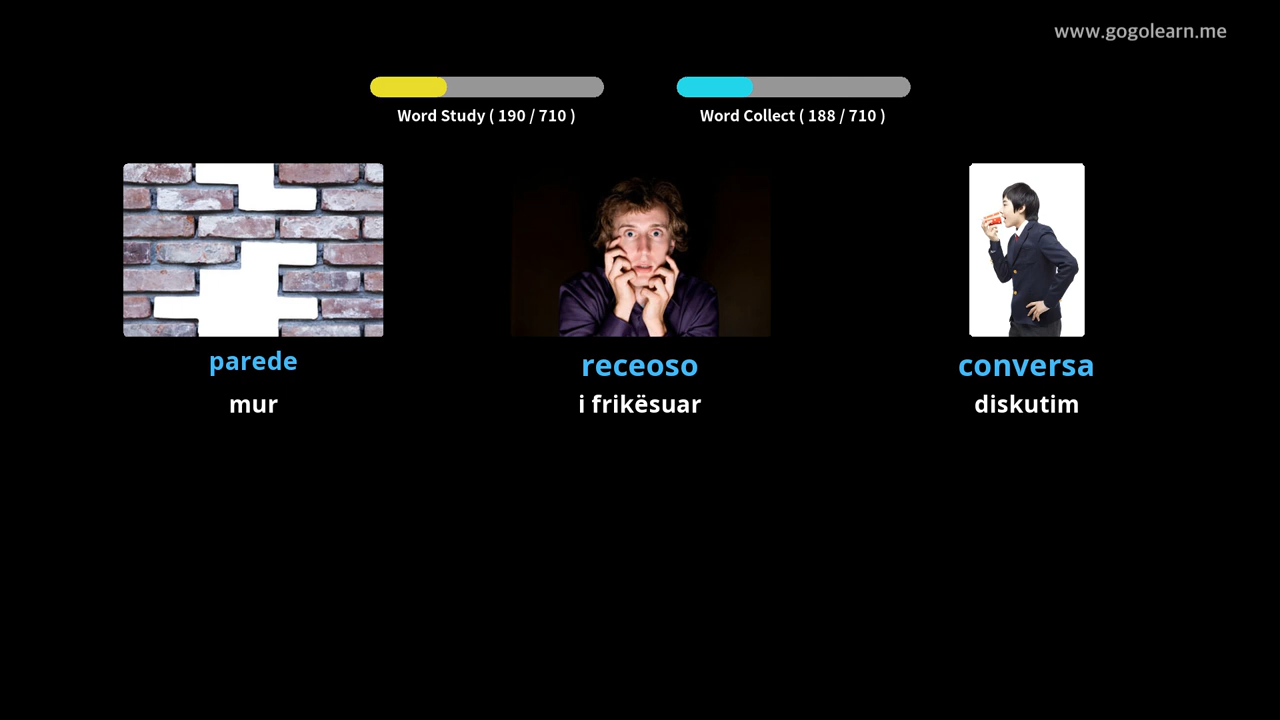 www.gogolearn.me
Word Study ( 190 / 710 )
Word Collect ( 188 / 710 )
parede
receoso
conversa
mur
i frikësuar
diskutim